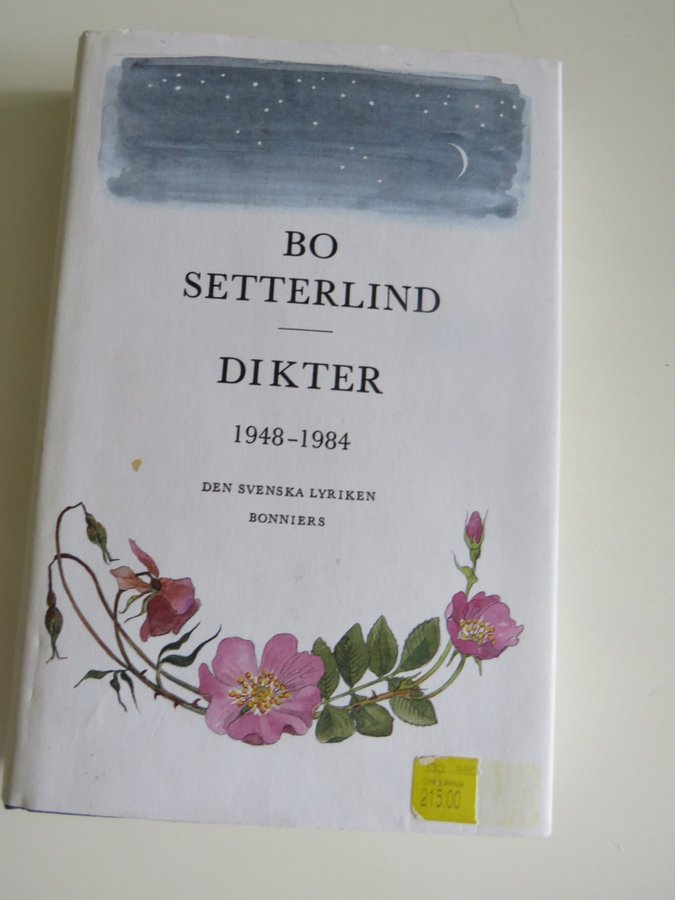 BO
SETTERLIND
DIKTER
1948–1984
DEN SVENSKA LYRIKEN
BONNIERS
215:00